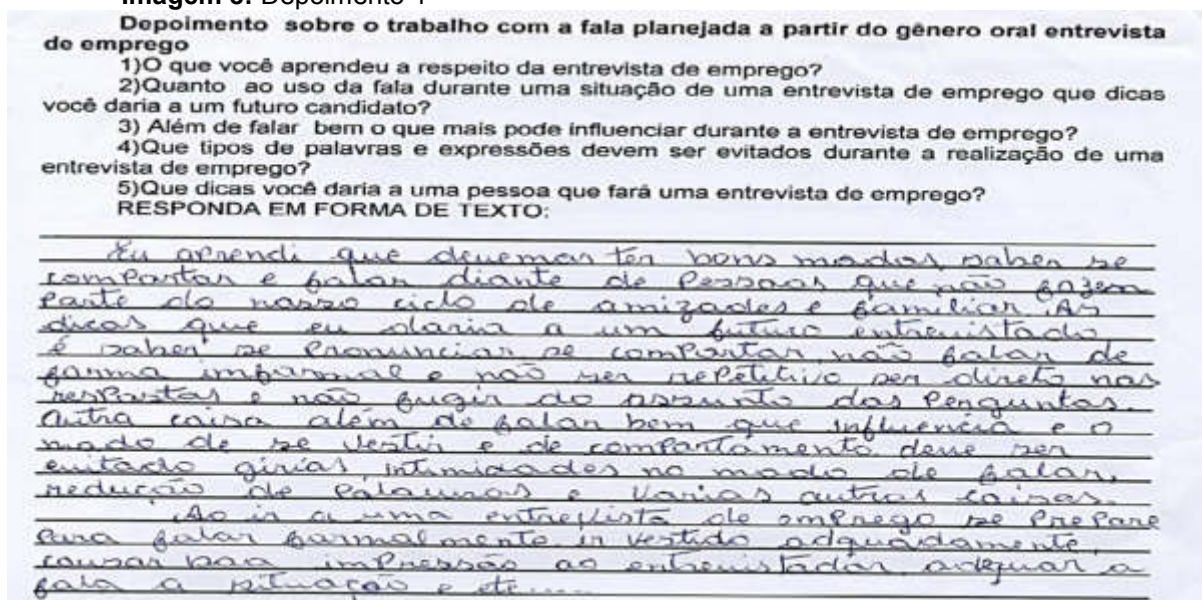 Imagem 3: Depoimento 1
Depoimento sobre o trabalho com a fala planejada a partir do gênero oral entrevista
de emprego
1)O que você aprendeu a respeito da entrevista de emprego?
2)Quanto ao uso da fala durante uma situação de uma entrevista de emprego que dicas
você daria a um futuro candidato?
3) Além de falar bem o que mais pode influenciar durante a entrevista de emprego?
4)Que tipos de palavras e expressões devem ser evitados durante a realização de uma
entrevista de emprego?
5)Que dicas você daria a uma pessoa que fará uma entrevista de emprego?
RESPONDA EM FORMA DE TEXTO:
Eu aprendi que devemos ter bons modos, saber se
comportar e falar diante de Pessoas que não fazem
Parte do nosso ciclo de amizades e familiar. As
dicas que eu daria a um futuro entrevistado
é saber se Pronunciar se comportar, não falar de
forma imformal e não ser rePetitivo ser direto nas
respostas e não fugir do assunto das Perguntas.
Outra coisa além de falar bem que influência e o
modo de se vestir e de comportamento deve ser
evitado girias, intimidades no modo de falar,
redução de Palavras e varias outras coisas.
Ao ir a uma entrevista de emPrego se PrePare
Para falar formalmente, ir vestido adquadamente,
causar boa imPressão ao entrevistador, adequar a
fala a situação e etc....